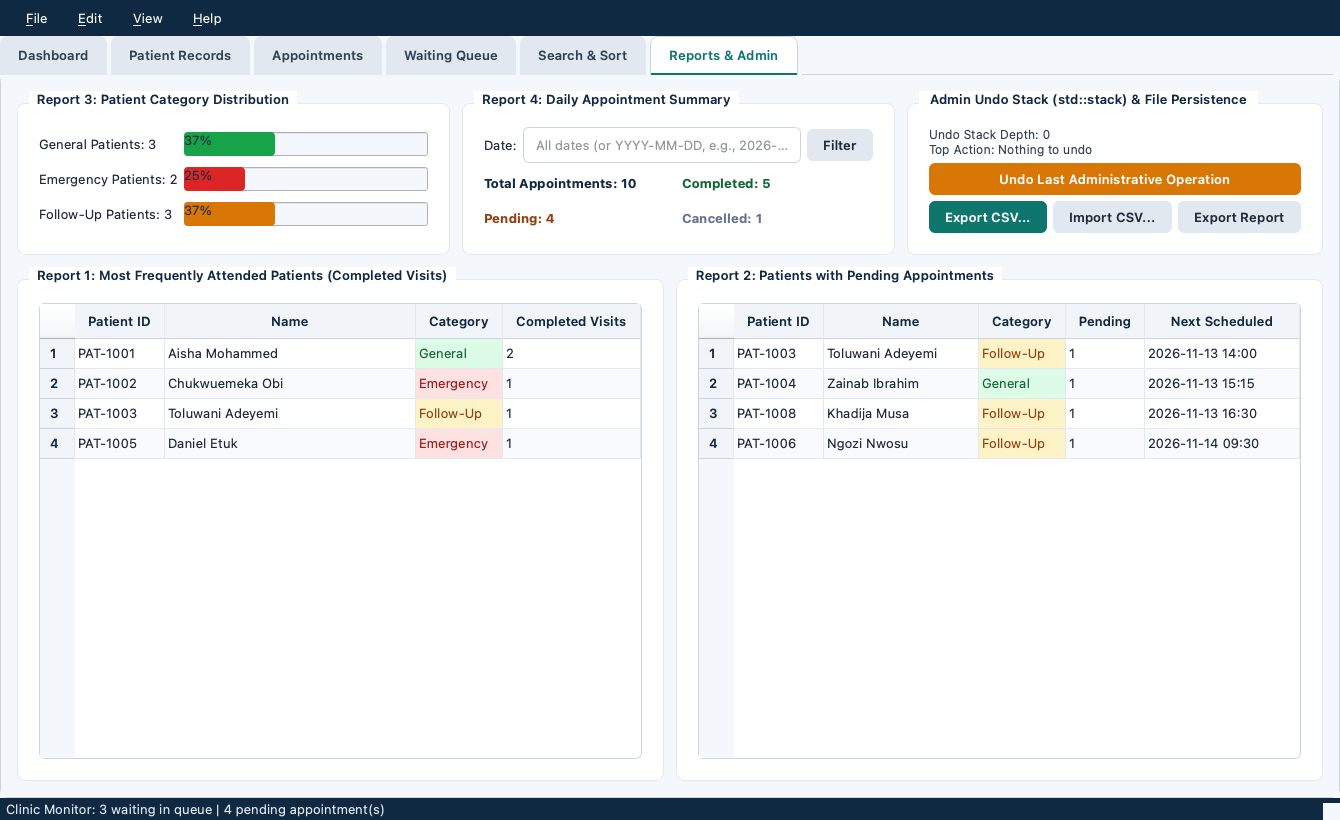 File Edit View Help
Dashboard Patient Records Appointments Waiting Queue Search & Sort Reports & Admin
Report 3: Patient Category Distribution
General Patients: 3 37%
Emergency Patients: 2 25%
Follow-Up Patients: 3 37%
Report 4: Daily Appointment Summary
Date: All dates (or YYYY-MM-DD, e.g., 2026-... Filter
Total Appointments: 10 Completed: 5
Pending: 4 Cancelled: 1
Admin Undo Stack (std::stack) & File Persistence
Undo Stack Depth: 0
Top Action: Nothing to undo
Undo Last Administrative Operation
Export CSV... Import CSV... Export Report
Report 1: Most Frequently Attended Patients (Completed Visits)
Patient ID Name Category Completed Visits
1 PAT-1001 Aisha Mohammed General 2
2 PAT-1002 Chukwuemeka Obi Emergency 1
3 PAT-1003 Toluwani Adeyemi Follow-Up 1
4 PAT-1005 Daniel Etuk Emergency 1
Report 2: Patients with Pending Appointments
Patient ID Name Category Pending Next Scheduled
1 PAT-1003 Toluwani Adeyemi Follow-Up 1 2026-11-13 14:00
2 PAT-1004 Zainab Ibrahim General 1 2026-11-13 15:15
3 PAT-1008 Khadija Musa Follow-Up 1 2026-11-13 16:30
4 PAT-1006 Ngozi Nwosu Follow-Up 1 2026-11-14 09:30
Clinic Monitor: 3 waiting in queue | 4 pending appointment(s)